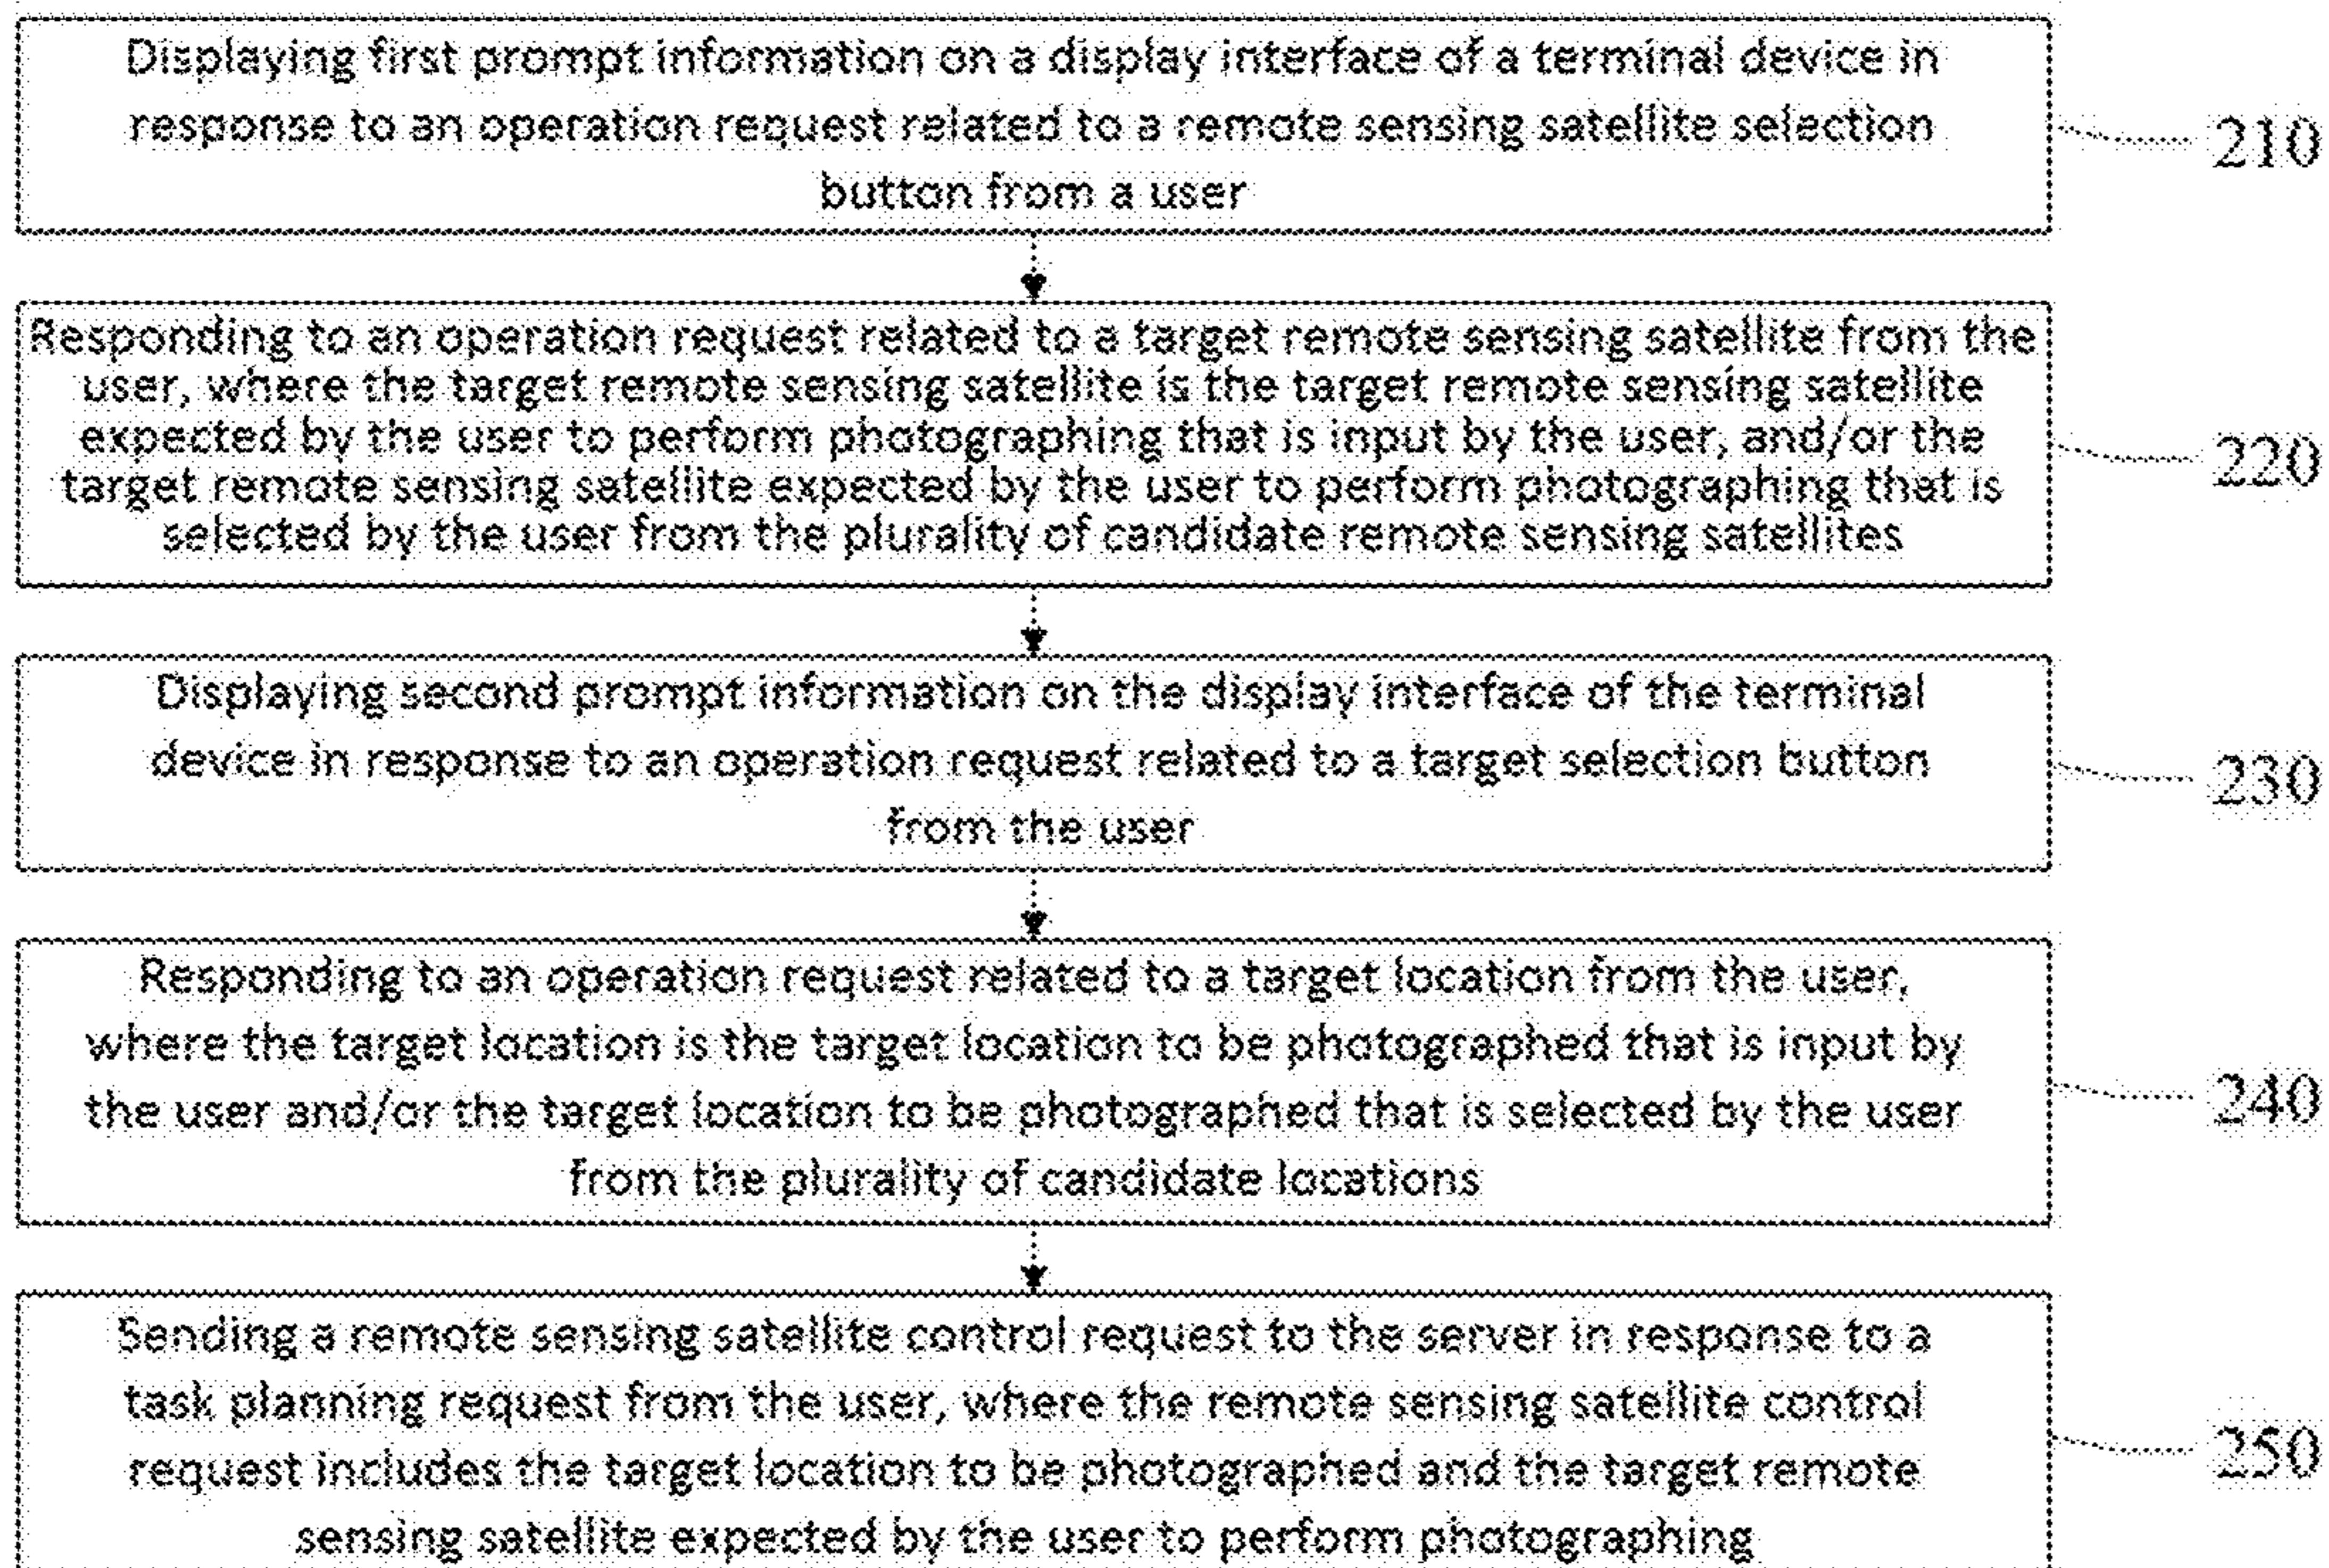 Displaying first prompt information on a display interface of a terminal device in
response to an operation request related to a remote sensing satellite selection
button from a user
210
Responding to an operation request related to a target remote sensing satellite from the
user, where the target remote sensing satellite is the target remote sensing satellite
expected by the user to perform photographing that is input by the user, and/or the
target remote sensing satellite expected by the user to perform photographing that is
selected by the user from the plurality of candidate remote sensing satellites
220
Displaying second prompt information on the display interface of the terminal
device in response to an operation request related to a target selection button
from the user
230
Responding to an operation request related to a target location from the user,
where the target location is the target location to be photographed that is input by
the user and/or the target location to be photographed that is selected by the user
from the plurality of candidate locations
240
Sending a remote sensing satellite control request to the server in response to a
task planning request from the user, where the remote sensing satellite control
request includes the target location to be photographed and the target remote
sensing satellite expected by the user to perform photographing
250